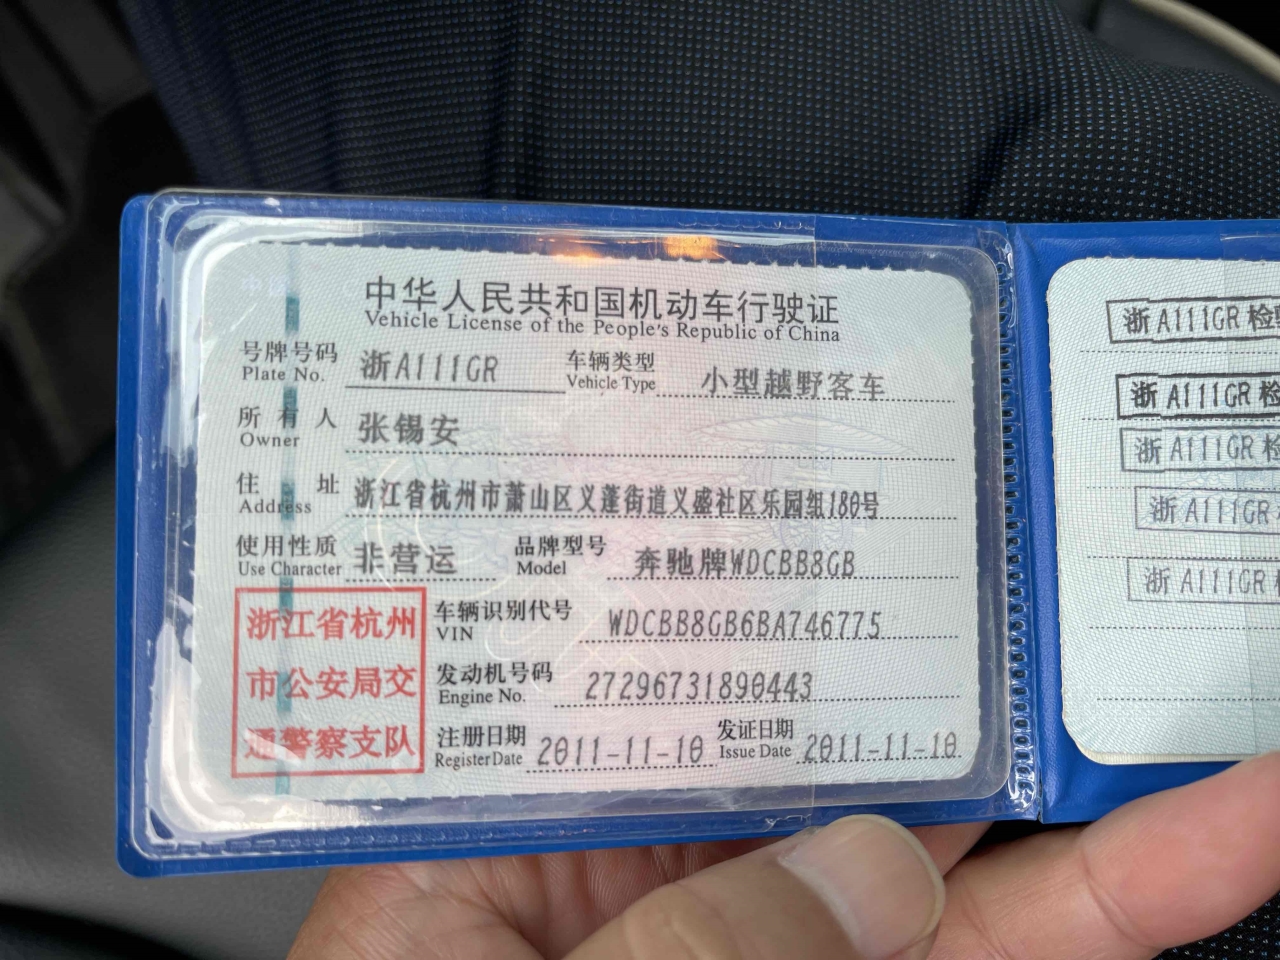 中华人民共和国机动车行驶证
Vehicle License of the People's Republic of China
号牌号码 浙A111GR 车辆类型 小型越野客车
Plate No. Vehicle Type
所有人 张锡安
Owner
住址 浙江省杭州市萧山区义蓬街道义盛社区乐园组180号
Address
使用性质 非营运 品牌型号 奔驰牌WDCBB8GB
Use Character Model
浙江省杭州
市公安局交
通警察支队
车辆识别代号 WDCBB8GB6BA746775
VIN
发动机号码 27296731890443
Engine No.
注册日期 2011-11-10 发证日期 2011-11-10
Register Date Issue Date
浙A111GR检
浙A111GR检
浙A111GR检
浙A111GR
浙A111GR